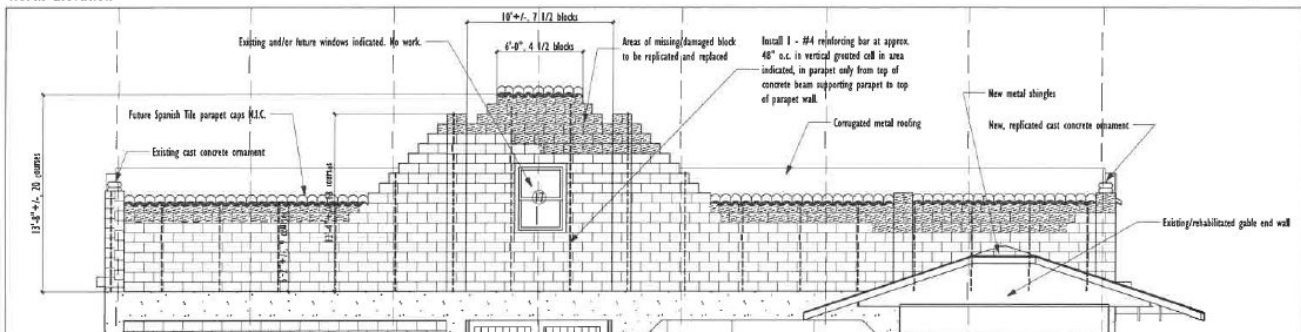 10'+/-, 7 1/2 blocks
Existing and/or future windows indicated. No work.
6'-0", 4 1/2 blocks
Areas of missing/damaged block
to be replicated and replaced
Install 1 - #4 reinforcing bar at approx.
48" o.c. in vertical grouted cell in area
indicated, in parapet only from top of
concrete beam supporting parapet to top
of parapet wall.
New metal shingles
Future Spanish Tile parapet caps N.I.C.
Corrugated metal roofing
New, replicated cast concrete ornament
Existing cast concrete ornament
13'-8" +/-, 20 courses
17
Existing/rehabilitated gable end wall